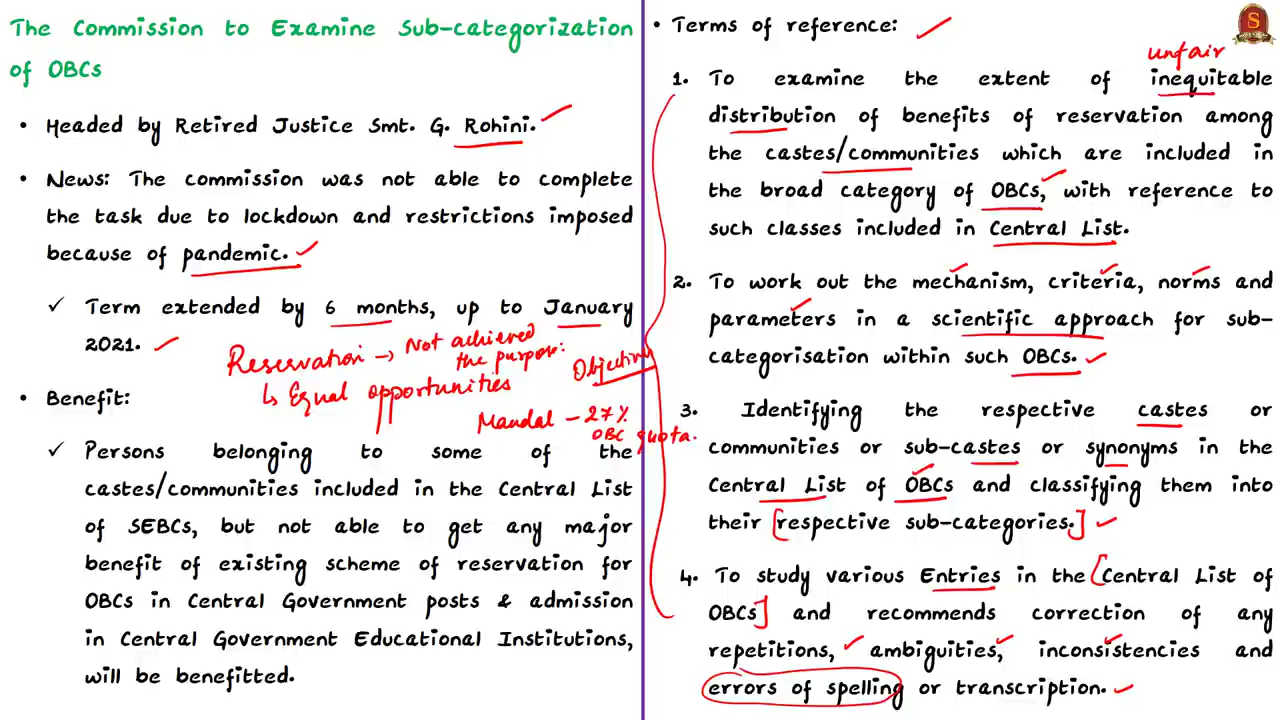 The Commission to Examine Sub-categorization
of OBCs
• Headed by Retired Justice Smt. G. Rohini.
• News: The commission was not able to complete
the task due to lockdown and restrictions imposed
because of pandemic.
✓ Term extended by 6 months, up to January
2021.
Reservation → Not achieved
the purpose:
↳ Equal opportunities
Objective
Mandal - 27%
OBC quota.
• Benefit:
✓ Persons belonging to some of the
castes/communities included in the Central List
of SEBCs, but not able to get any major
benefit of existing scheme of reservation for
OBCs in Central Government posts & admission
in Central Government Educational Institutions,
will be benefitted.
• Terms of reference:
unfair
1. To examine the extent of inequitable
distribution of benefits of reservation among
the castes/communities which are included in
the broad category of OBCs, with reference to
such classes included in Central List.
2. To work out the mechanism, criteria, norms and
parameters in a scientific approach for sub-
categorisation within such OBCs.
3. Identifying the respective castes or
communities or sub-castes or synonyms in the
Central List of OBCs and classifying them into
their [respective sub-categories.]
4. To study various Entries in the [Central List of
OBCs] and recommends correction of any
repetitions, ambiguities, inconsistencies and
errors of spelling or transcription.
S